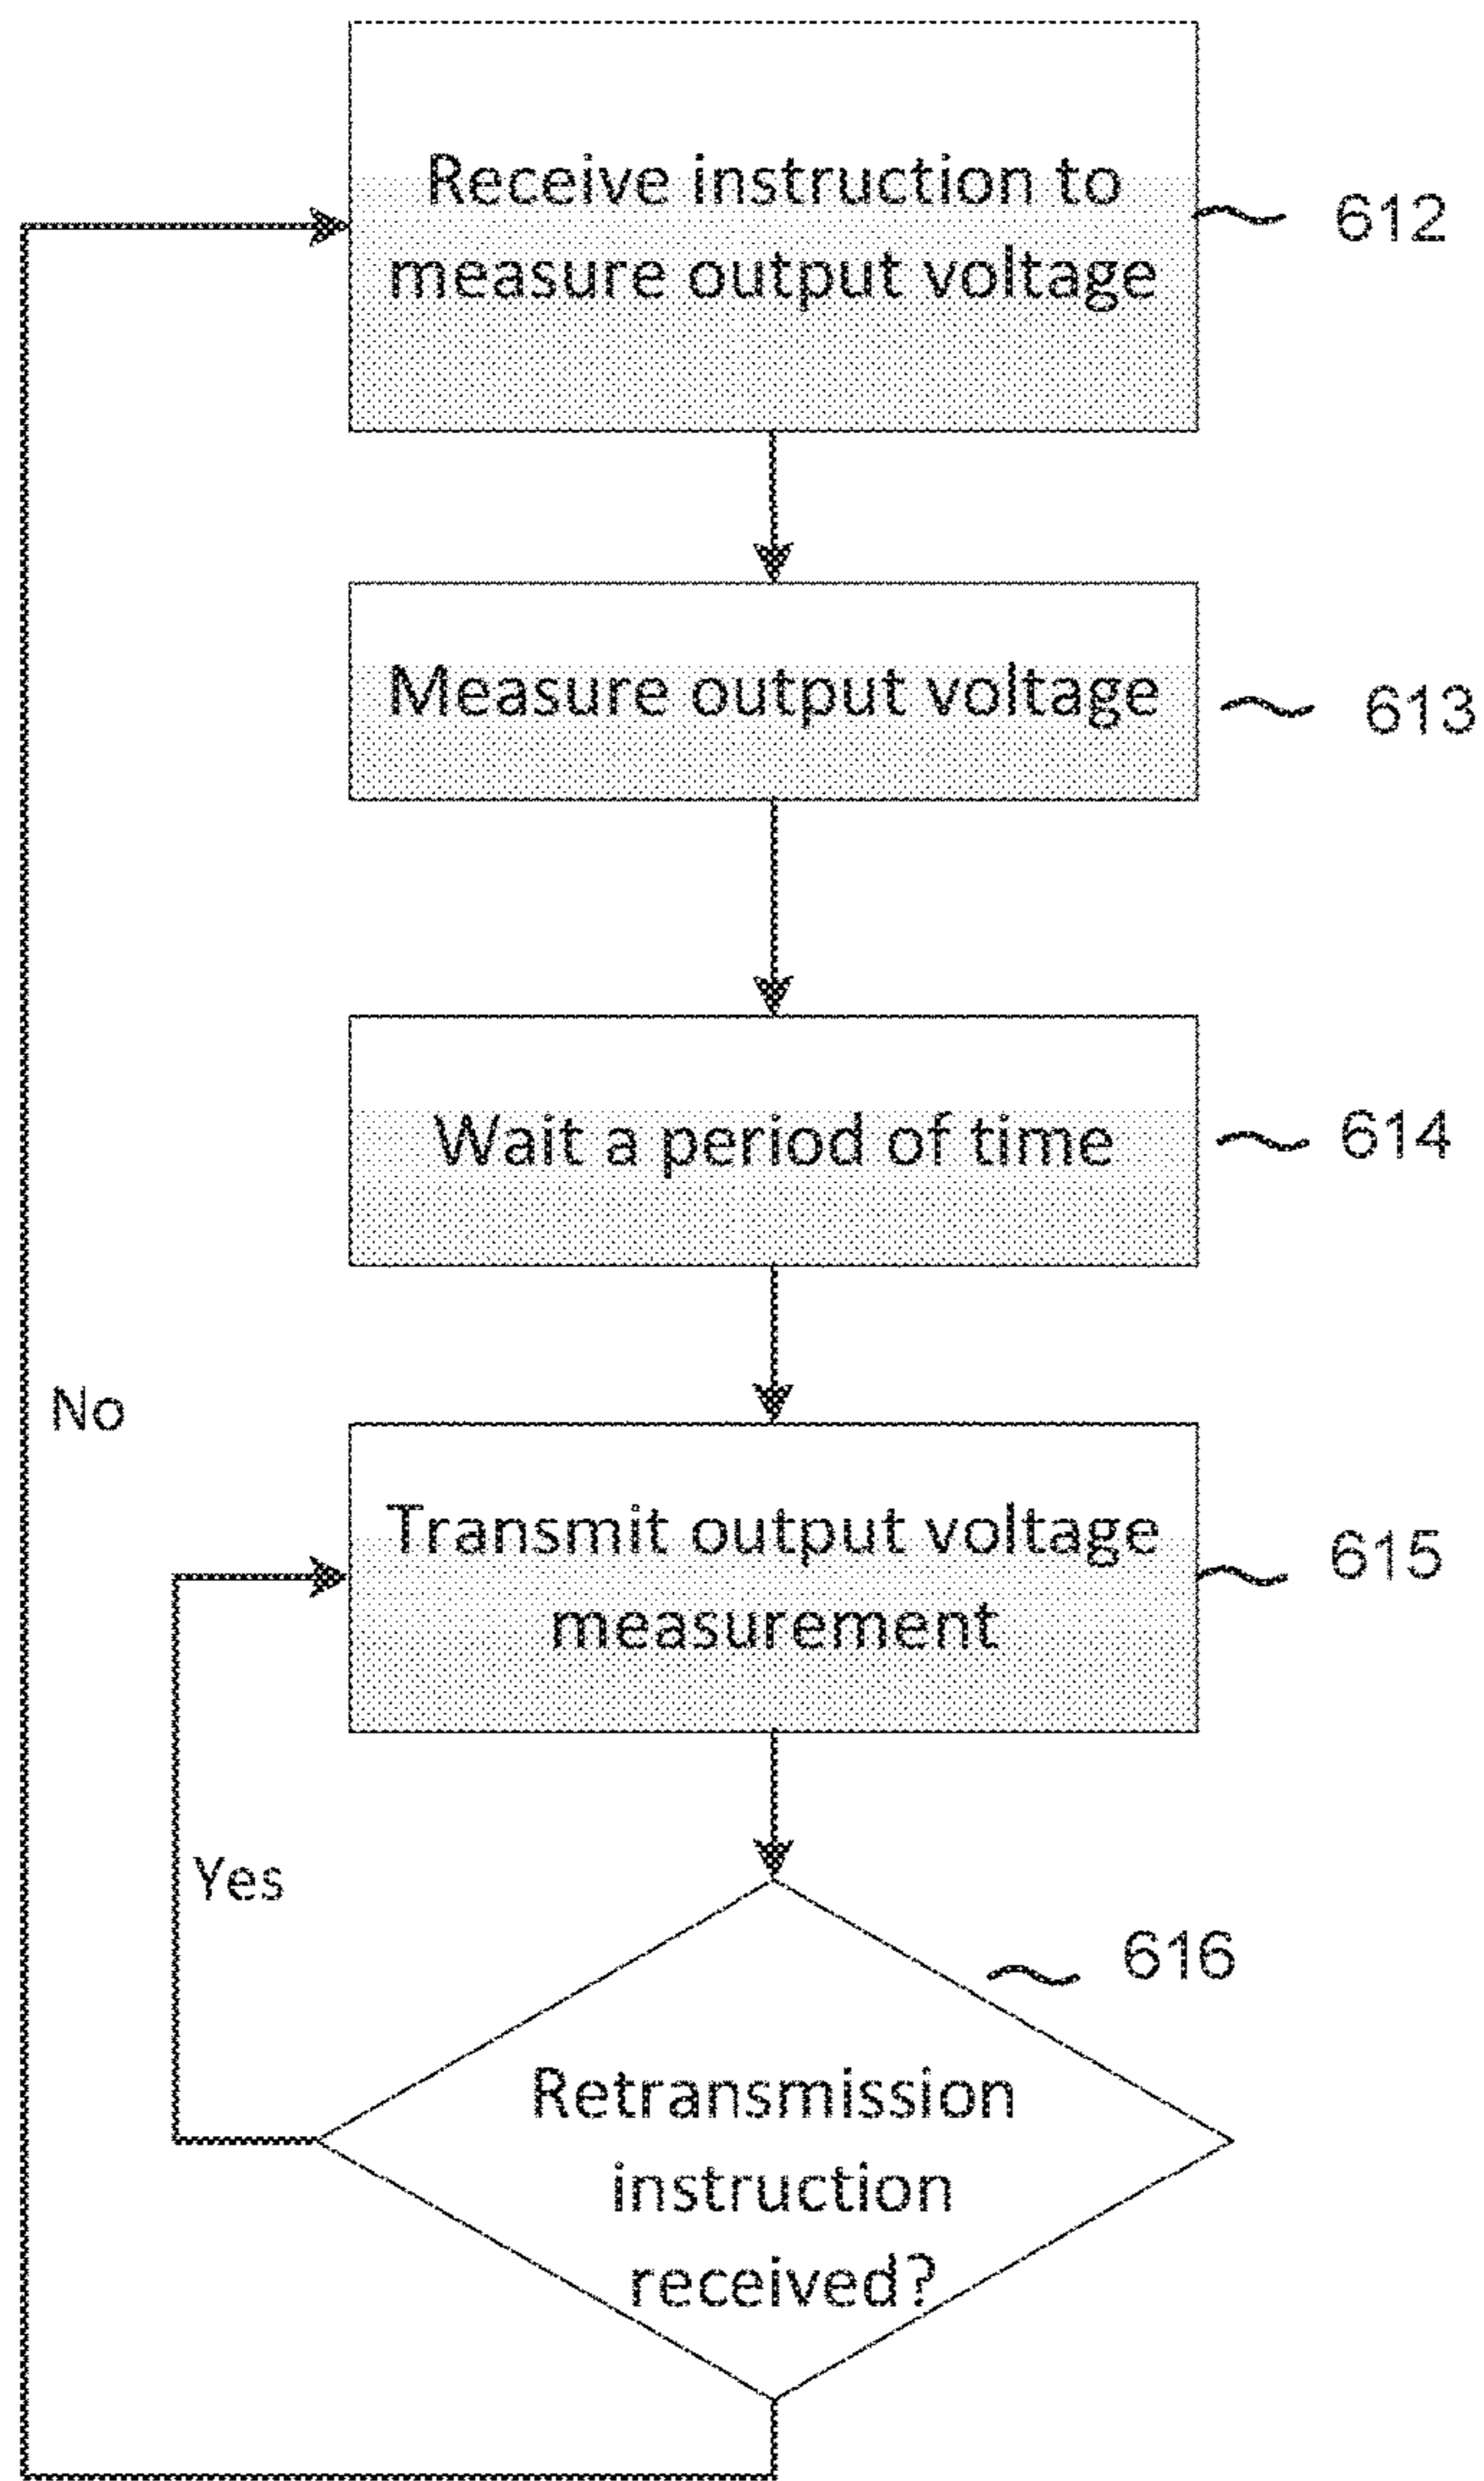 Receive instruction to
measure output voltage
612
Measure output voltage
613
Wait a period of time
614
No
Transmit output voltage
measurement
615
Yes
616
Retransmission
instruction
received?